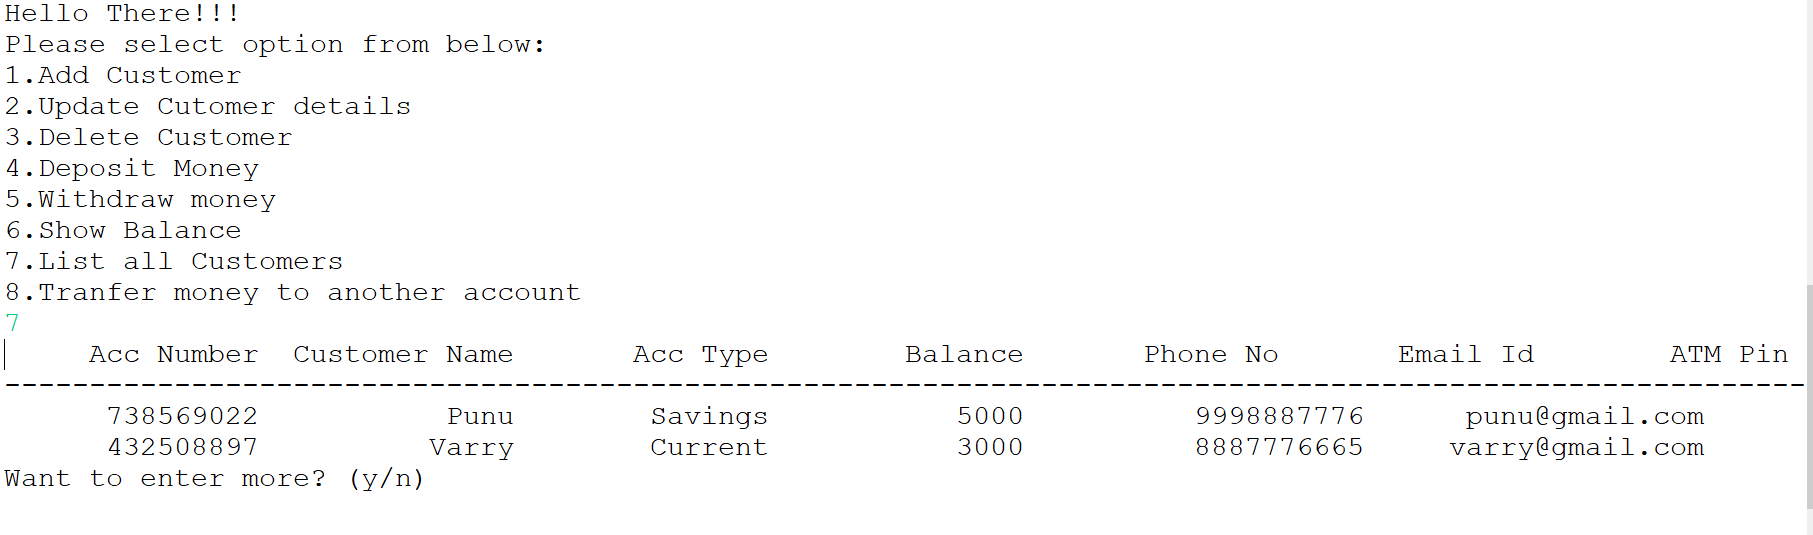 Hello There!!!
Please select option from below:
1.Add Customer
2.Update Cutomer details
3.Delete Customer
4.Deposit Money
5.Withdraw money
6.Show Balance
7.List all Customers
8.Tranfer money to another account
7
Acc Number Customer Name Acc Type Balance Phone No Email Id ATM Pin
----------------------------------------------------------------------------------------------------------
738569022 Punu Savings 5000 9998887776 punu@gmail.com
432508897 Varry Current 3000 8887776665 varry@gmail.com
Want to enter more? (y/n)